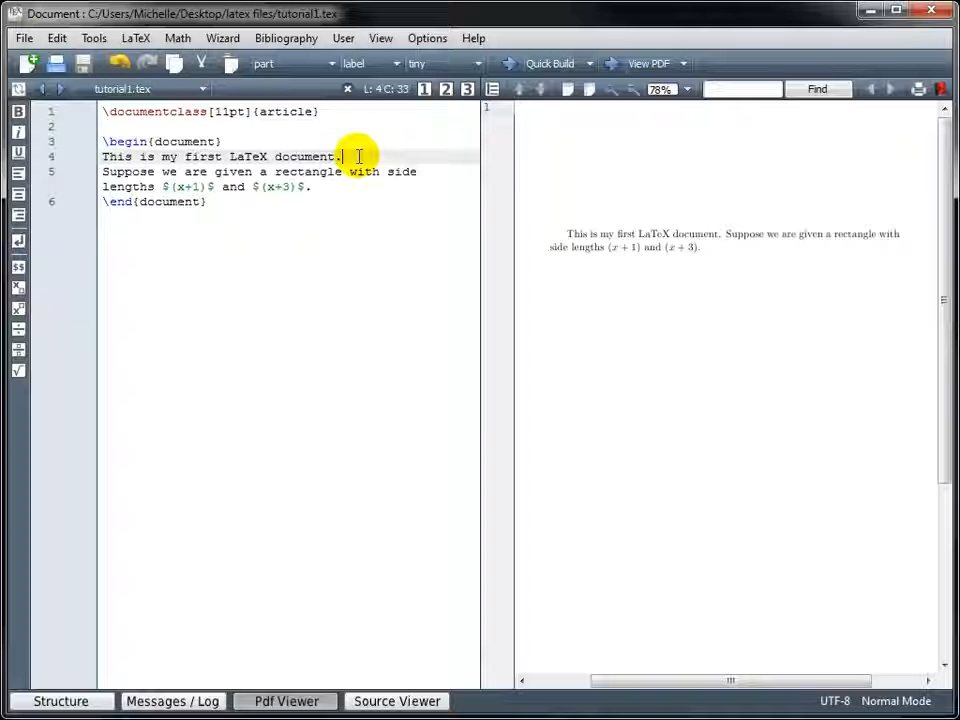 Document : C:/Users/Michelle/Desktop/latex files/tutorial1.tex
File Edit Tools LaTeX Math Wizard Bibliography User View Options Help
part label tiny Quick Build View PDF
tutorial1.tex L: 4 C: 33 1 2 3 78% Find
1 \documentclass[11pt]{article}
2
3 \begin{document}
4 This is my first LaTeX document.
5 Suppose we are given a rectangle with side
lengths $(x+1)$ and $(x+3)$.
6 \end{document}
1
This is my first LaTeX document. Suppose we are given a rectangle with
side lengths (x + 1) and (x + 3).
Structure Messages / Log Pdf Viewer Source Viewer UTF-8 Normal Mode